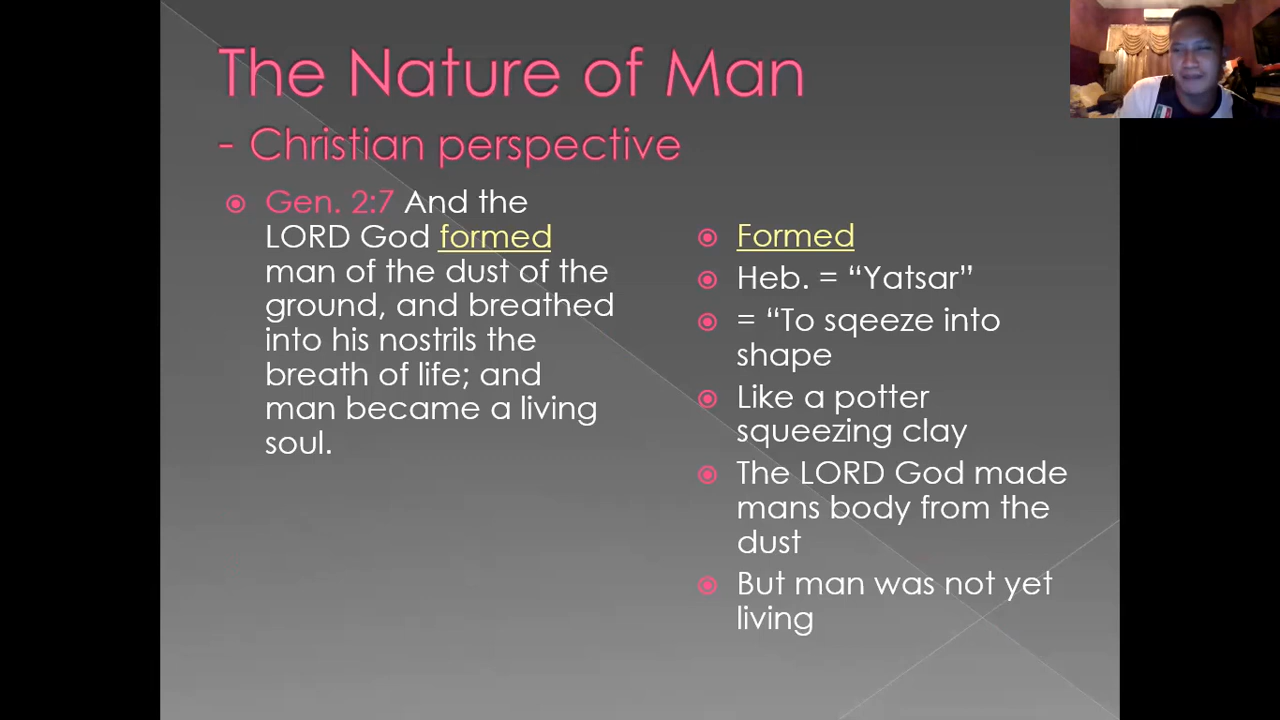 The Nature of Man
- Christian perspective
Gen. 2:7 And the
LORD God formed
man of the dust of the
ground, and breathed
into his nostrils the
breath of life; and
man became a living
soul.
Formed
Heb. = “Yatsar”
= “To sqeeze into
shape
Like a potter
squeezing clay
The LORD God made
mans body from the
dust
But man was not yet
living